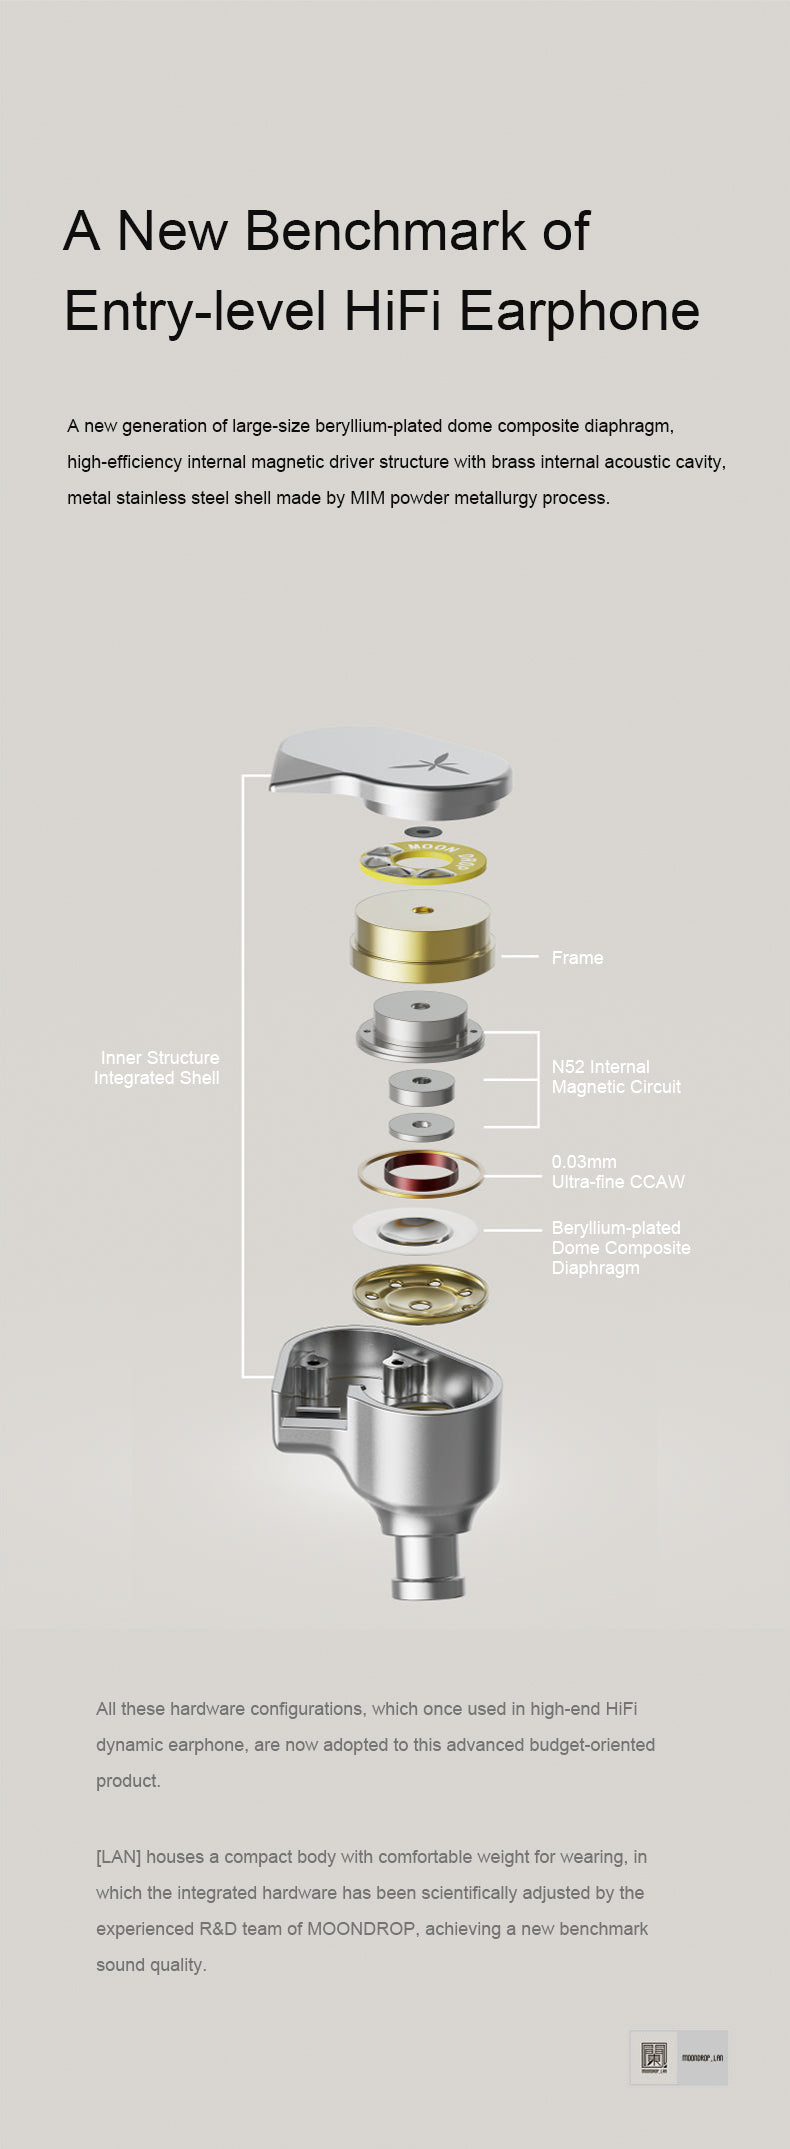 A New Benchmark of
Entry-level HiFi Earphone
A new generation of large-size beryllium-plated dome composite diaphragm,
high-efficiency internal magnetic driver structure with brass internal acoustic cavity,
metal stainless steel shell made by MIM powder metallurgy process.
MOON DROP
Frame
Inner Structure
Integrated Shell
N52 Internal
Magnetic Circuit
0.03mm
Ultra-fine CCAW
Beryllium-plated
Dome Composite
Diaphragm
All these hardware configurations, which once used in high-end HiFi
dynamic earphone, are now adopted to this advanced budget-oriented
product.
[LAN] houses a compact body with comfortable weight for wearing, in
which the integrated hardware has been scientifically adjusted by the
experienced R&D team of MOONDROP, achieving a new benchmark
sound quality.
蘭
MOONDROP_LAN
MOONDROP_LAN